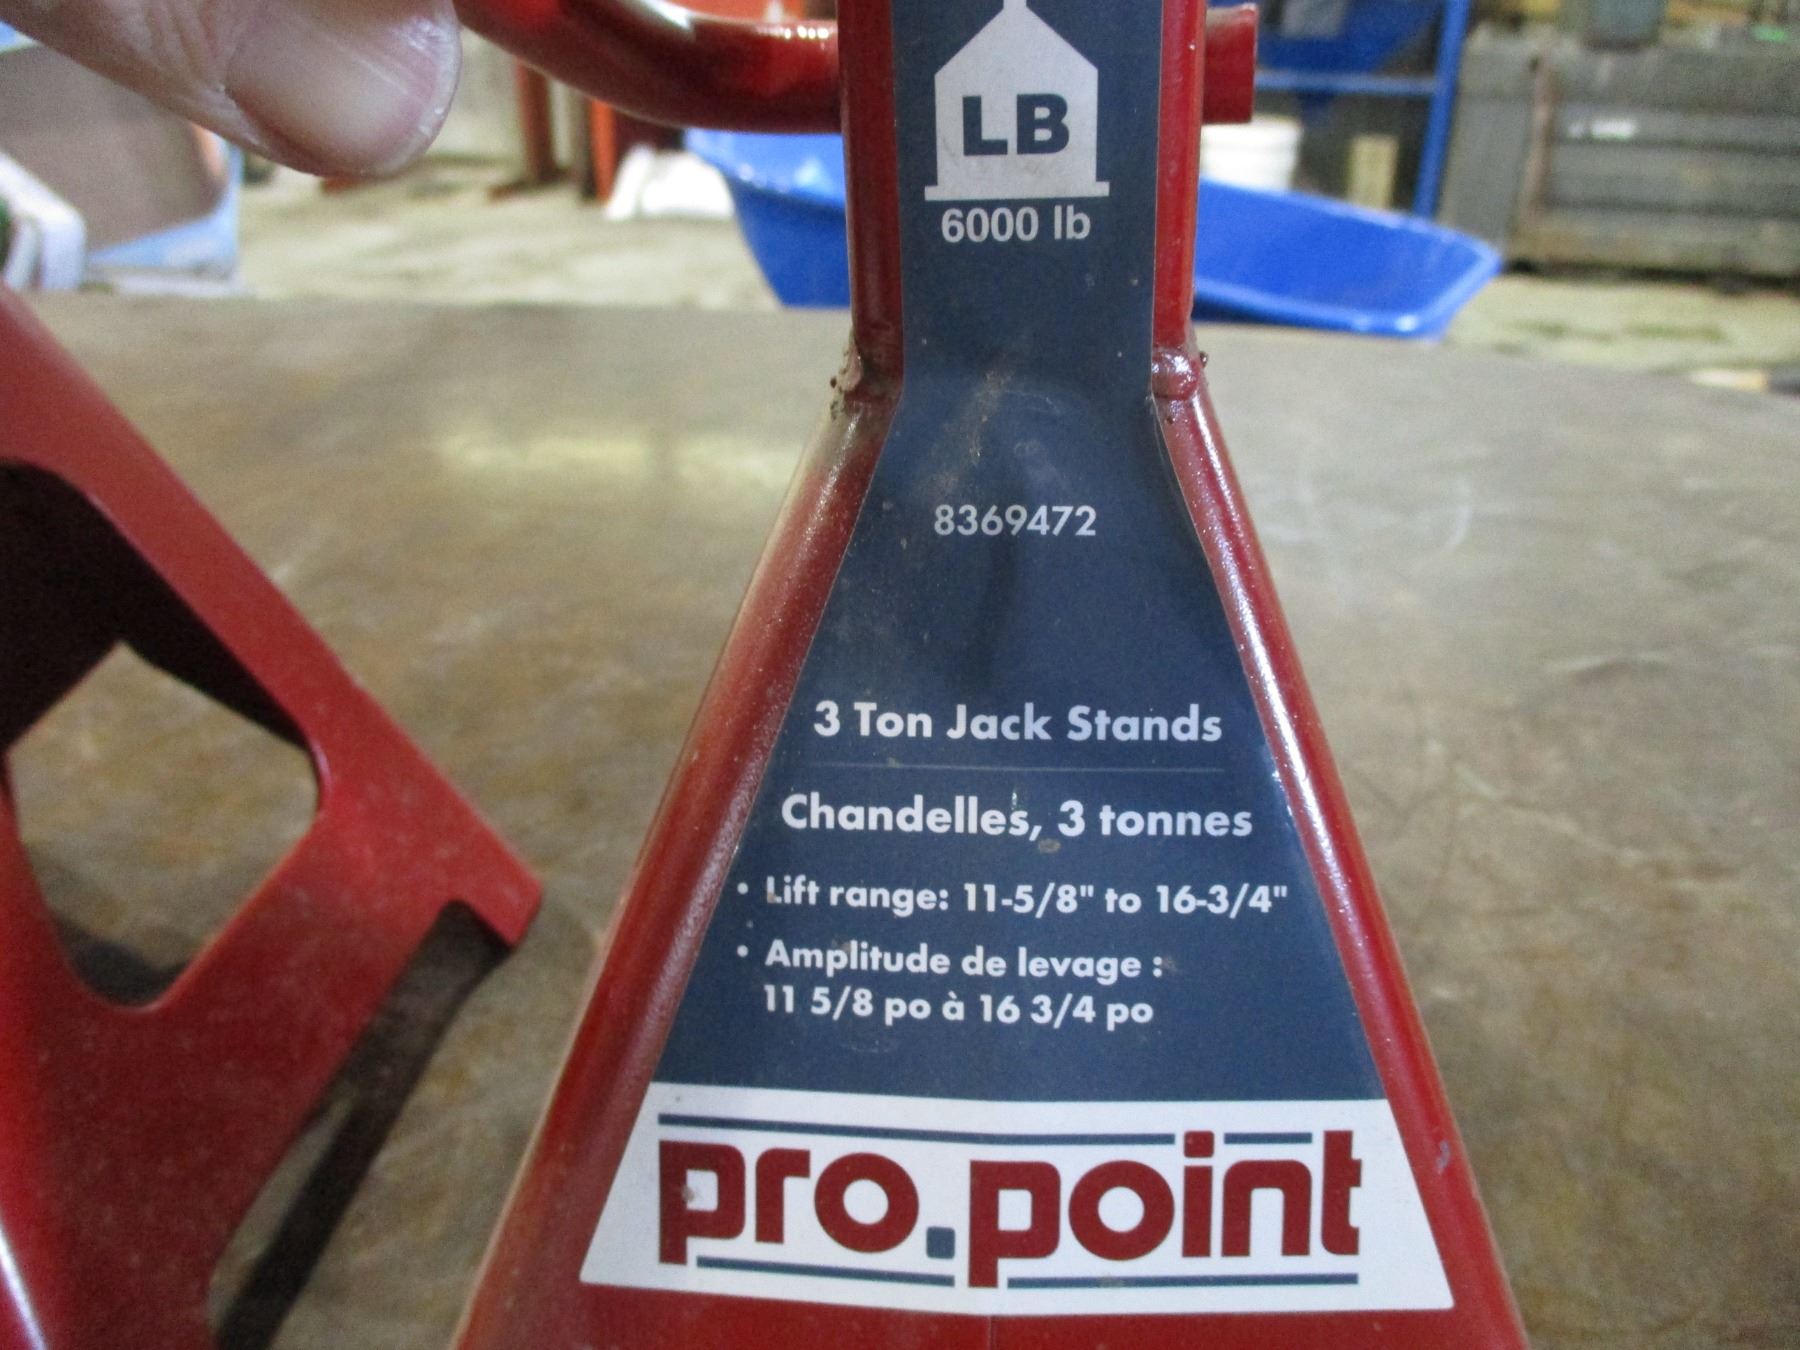 LB
6000 lb
8369472
3 Ton Jack Stands
Chandelles, 3 tonnes
• Lift range: 11-5/8" to 16-3/4"
• Amplitude de levage :
11 5/8 po à 16 3/4 po
pro.point